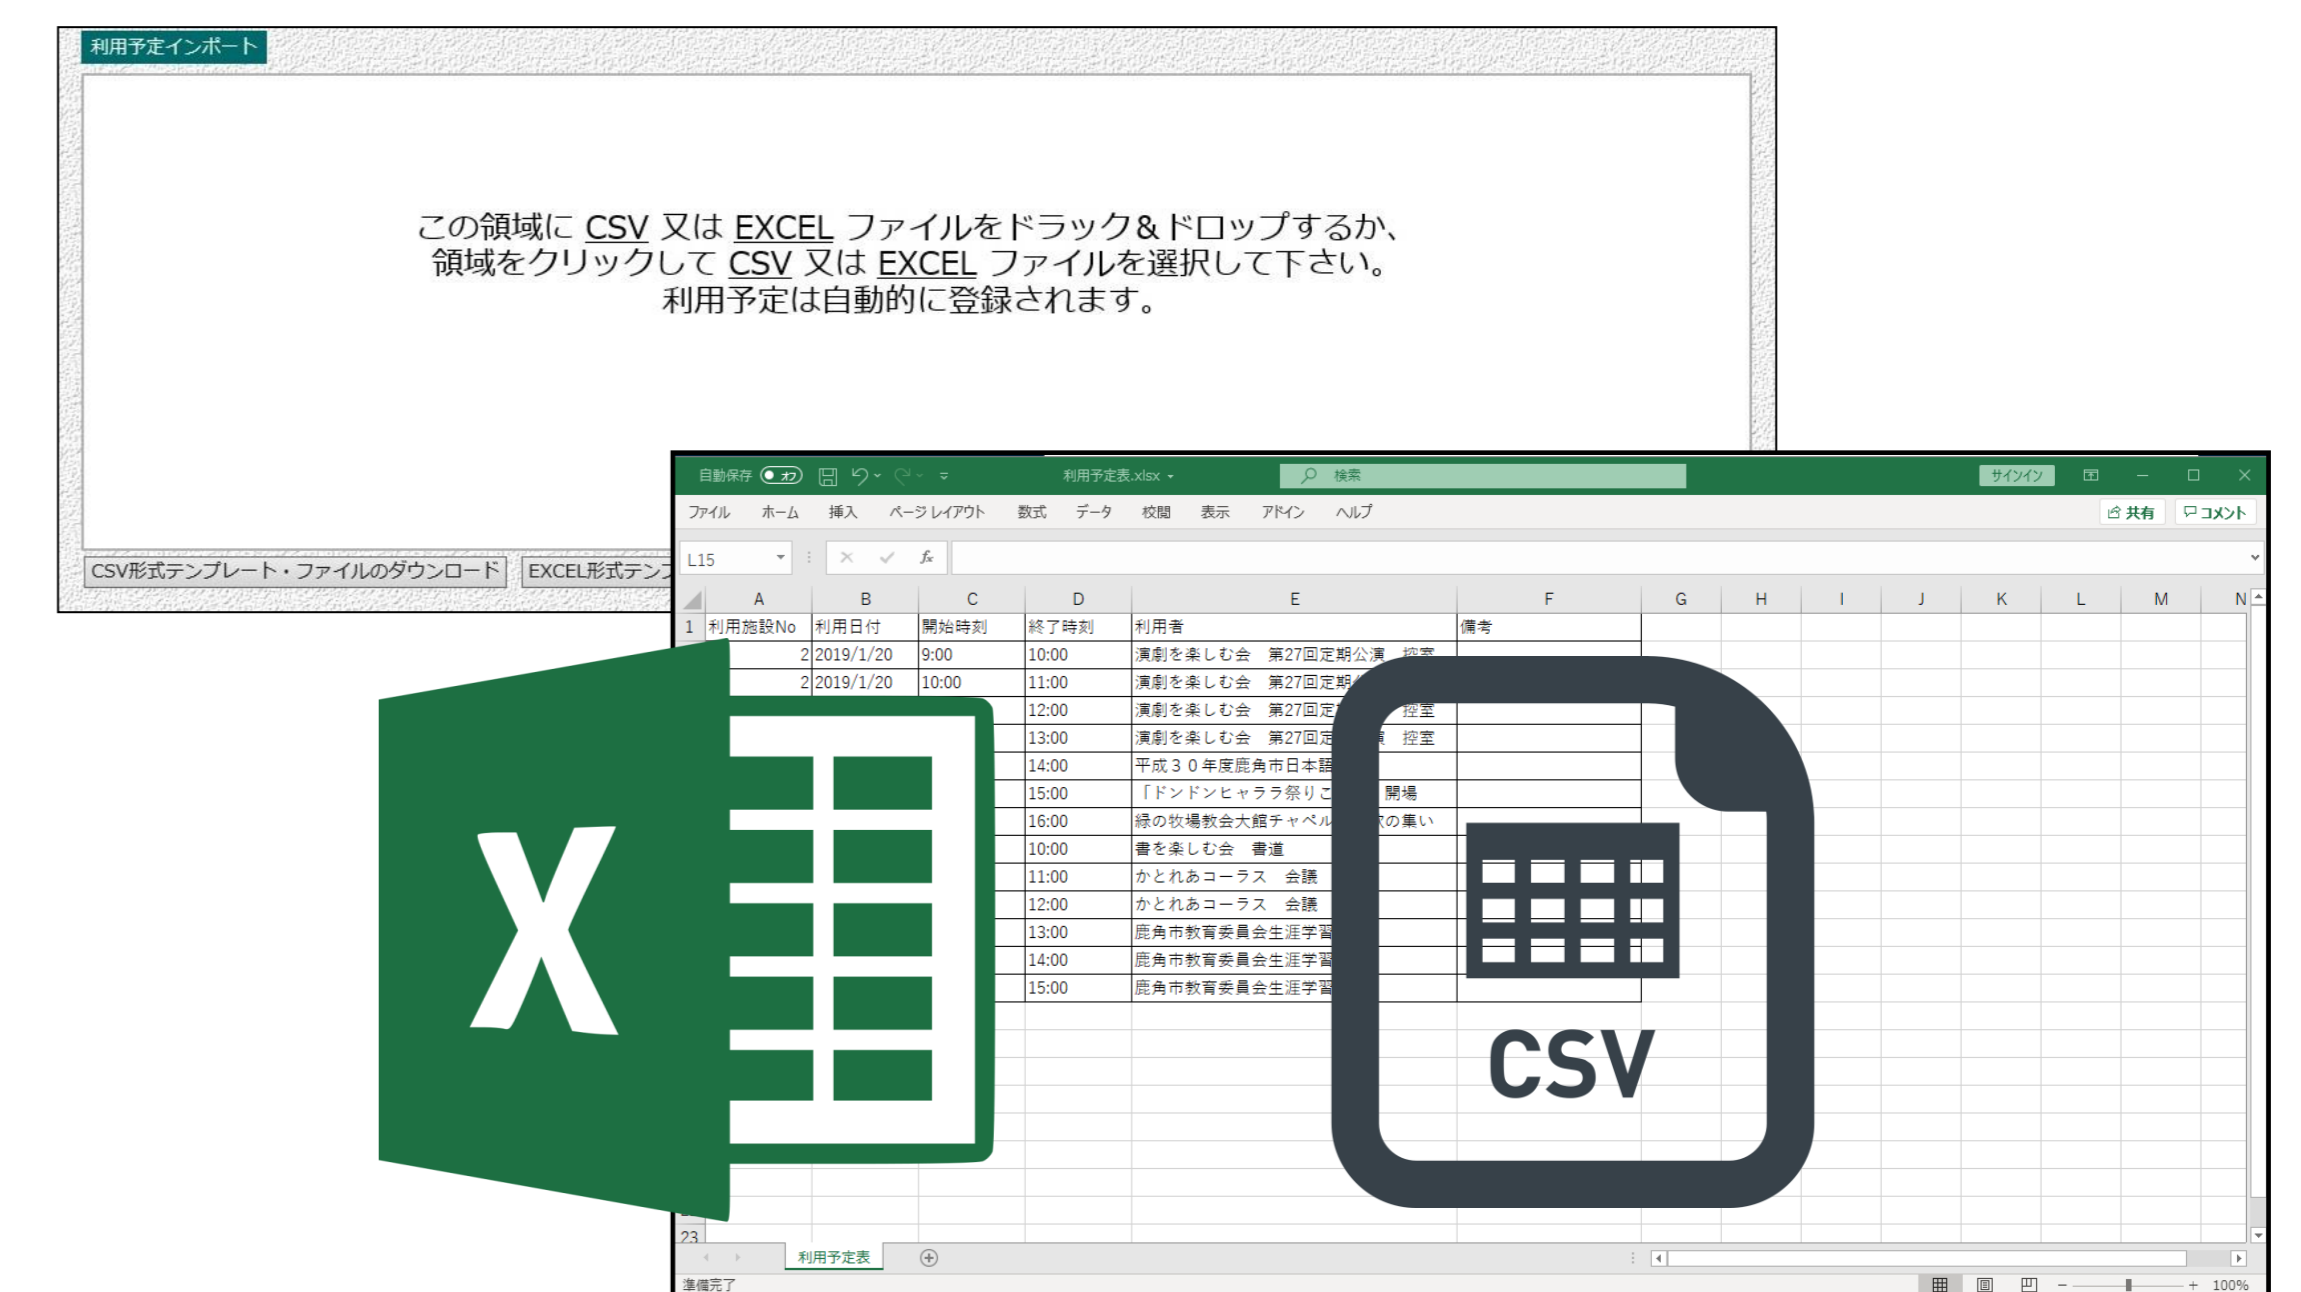 利用予定インポート
この領域に CSV 又は EXCEL ファイルをドラック＆ドロップするか、
領域をクリックして CSV 又は EXCEL ファイルを選択して下さい。
利用予定は自動的に登録されます。
CSV形式テンプレート・ファイルのダウンロード EXCEL形式テンプ
自動保存 オフ 利用予定表.xlsx 検索 サインイン
ファイル ホーム 挿入 ページ レイアウト 数式 データ 校閲 表示 アドイン ヘルプ 共有 コメント
L15 fx
A B C D E F G H I J K L M N
1 利用施設No 利用日付 開始時刻 終了時刻 利用者 備考
2 2019/1/20 9:00 10:00 演劇を楽しむ会 第27回定期公演 控室
2 2019/1/20 10:00 11:00 演劇を楽しむ会 第27回定期
12:00 演劇を楽しむ会 第27回定 控室
13:00 演劇を楽しむ会 第27回定 演 控室
14:00 平成３０年度鹿角市日本語
15:00 「ドンドンヒャララ祭りこ 開場
16:00 緑の牧場教会大館チャペル の集い
10:00 書を楽しむ会 書道
11:00 かとれあコーラス 会議
12:00 かとれあコーラス 会議
13:00 鹿角市教育委員会生涯学習
14:00 鹿角市教育委員会生涯学習
15:00 鹿角市教育委員会生涯学習
X
CSV
23
利用予定表
準備完了 100%